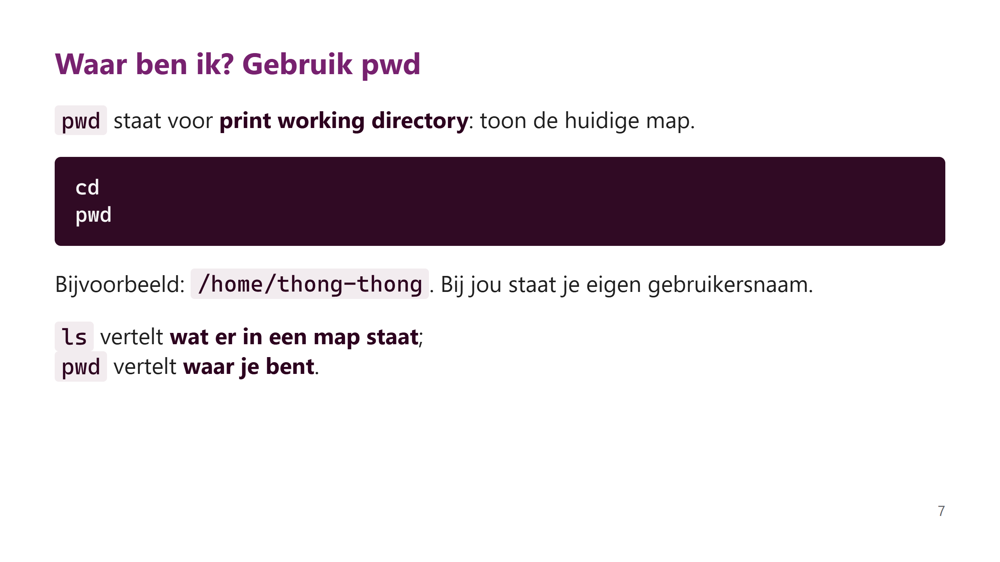 Waar ben ik? Gebruik pwd
pwd staat voor print working directory: toon de huidige map.
cd
pwd
Bijvoorbeeld: /home/thong-thong. Bij jou staat je eigen gebruikersnaam.
ls vertelt wat er in een map staat;
pwd vertelt waar je bent.
7